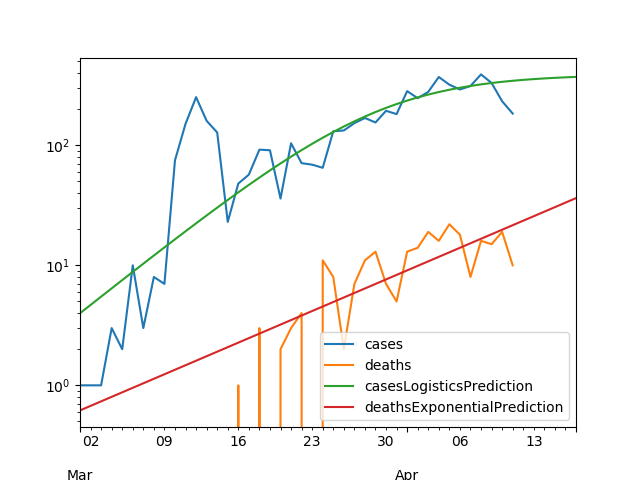 10²
10¹
10⁰
cases
deaths
casesLogisticsPrediction
deathsExponentialPrediction
02 09 16 23 30 06 13
Mar Apr